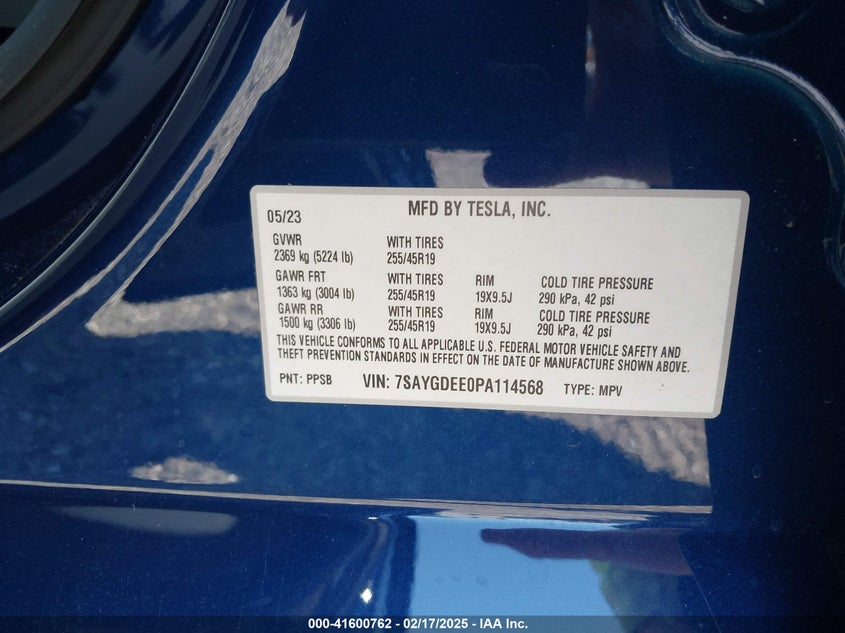 05/23 MFD BY TESLA, INC.
GVWR WITH TIRES
2369 kg (5224 lb) 255/45R19
GAWR FRT WITH TIRES RIM COLD TIRE PRESSURE
1363 kg (3004 lb) 255/45R19 19X9.5J 290 kPa, 42 psi
GAWR RR WITH TIRES RIM COLD TIRE PRESSURE
1500 kg (3306 lb) 255/45R19 19X9.5J 290 kPa, 42 psi
THIS VEHICLE CONFORMS TO ALL APPLICABLE U.S. FEDERAL MOTOR VEHICLE SAFETY AND
THEFT PREVENTION STANDARDS IN EFFECT ON THE DATE OF MANUFACTURE SHOWN ABOVE.
PNT: PPSB VIN: 7SAYGDEE0PA114568 TYPE: MPV
000-41600762 - 02/17/2025 - IAA Inc.